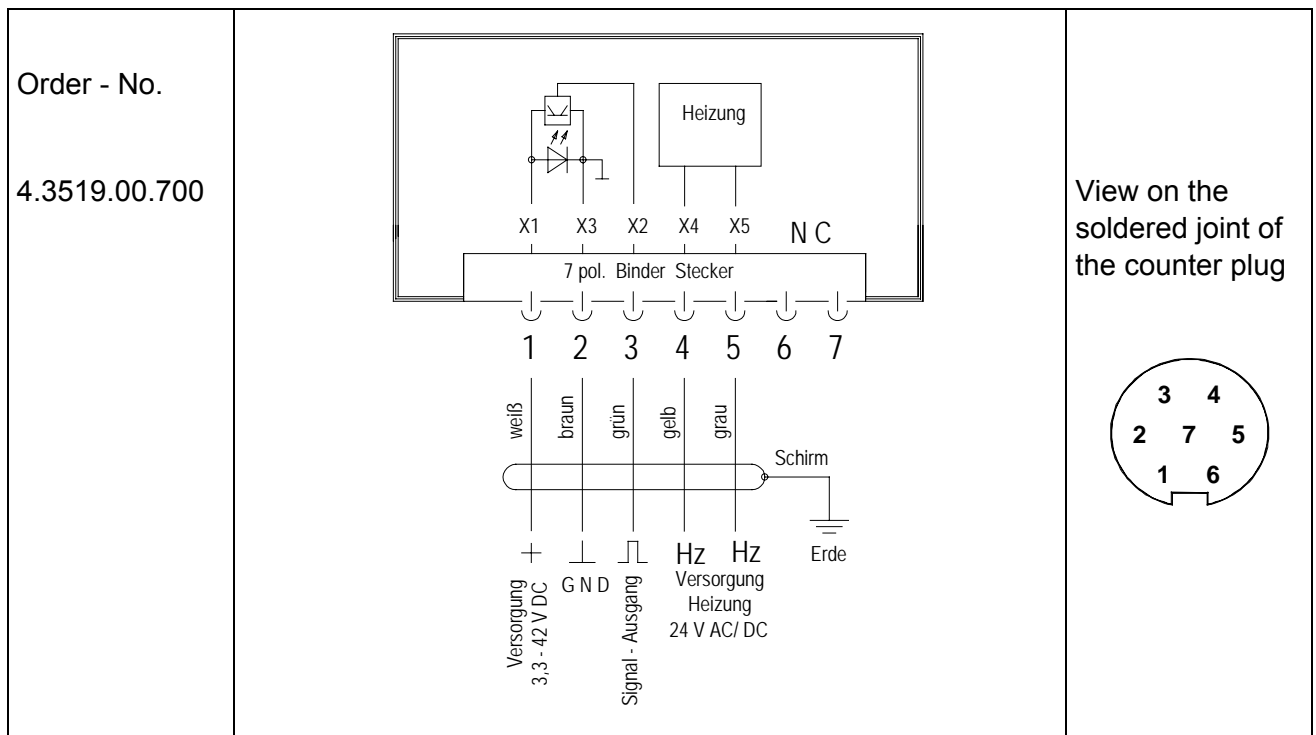 Order - No.
4.3519.00.700
Heizung
X1 X3 X2 X4 X5 N C
7 pol. Binder Stecker
1 2 3 4 5 6 7
weiß
braun
grün
gelb
grau
Schirm
Erde
Versorgung
3,3 - 42 V DC
G N D
Signal - Ausgang
Hz Hz
Versorgung
Heizung
24 V AC/ DC
View on the
soldered joint of
the counter plug
3 4
2 7 5
1 6